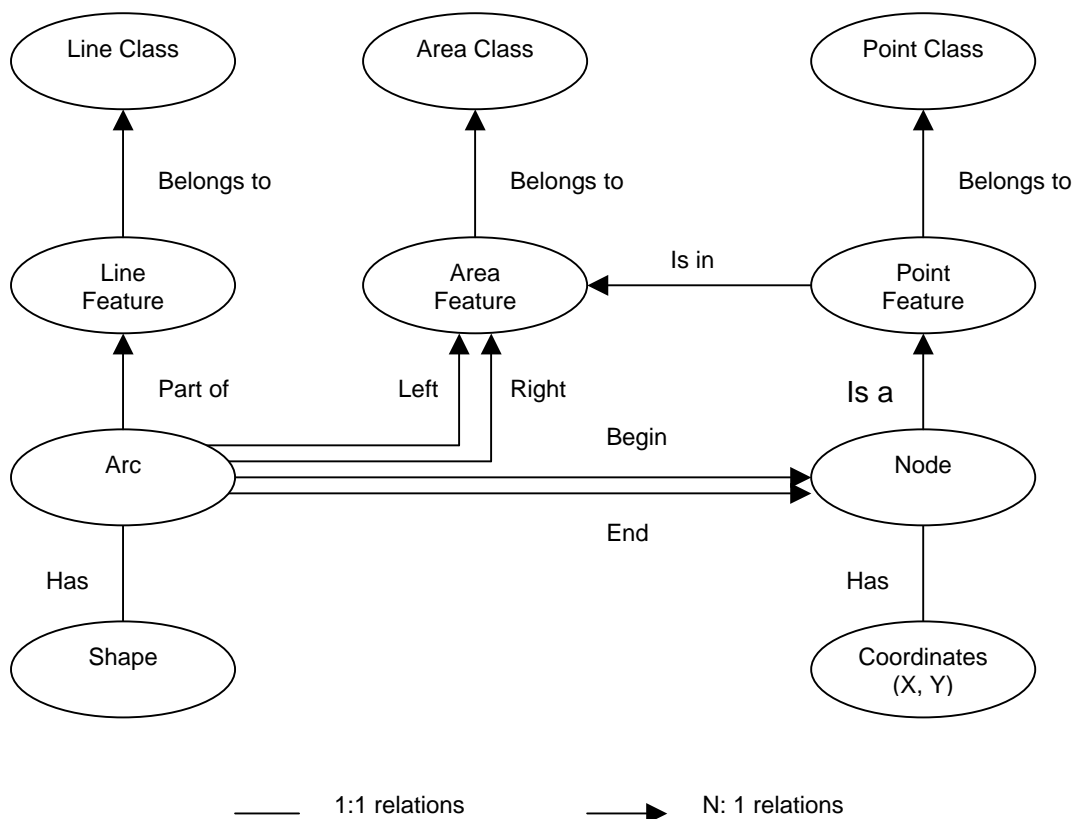 Line Class
Area Class
Point Class
Belongs to
Belongs to
Belongs to
Line
Feature
Area
Feature
Is in
Point
Feature
Part of
Left
Right
Is a
Begin
Arc
Node
End
Has
Has
Shape
Coordinates
(X, Y)
1:1 relations
N: 1 relations